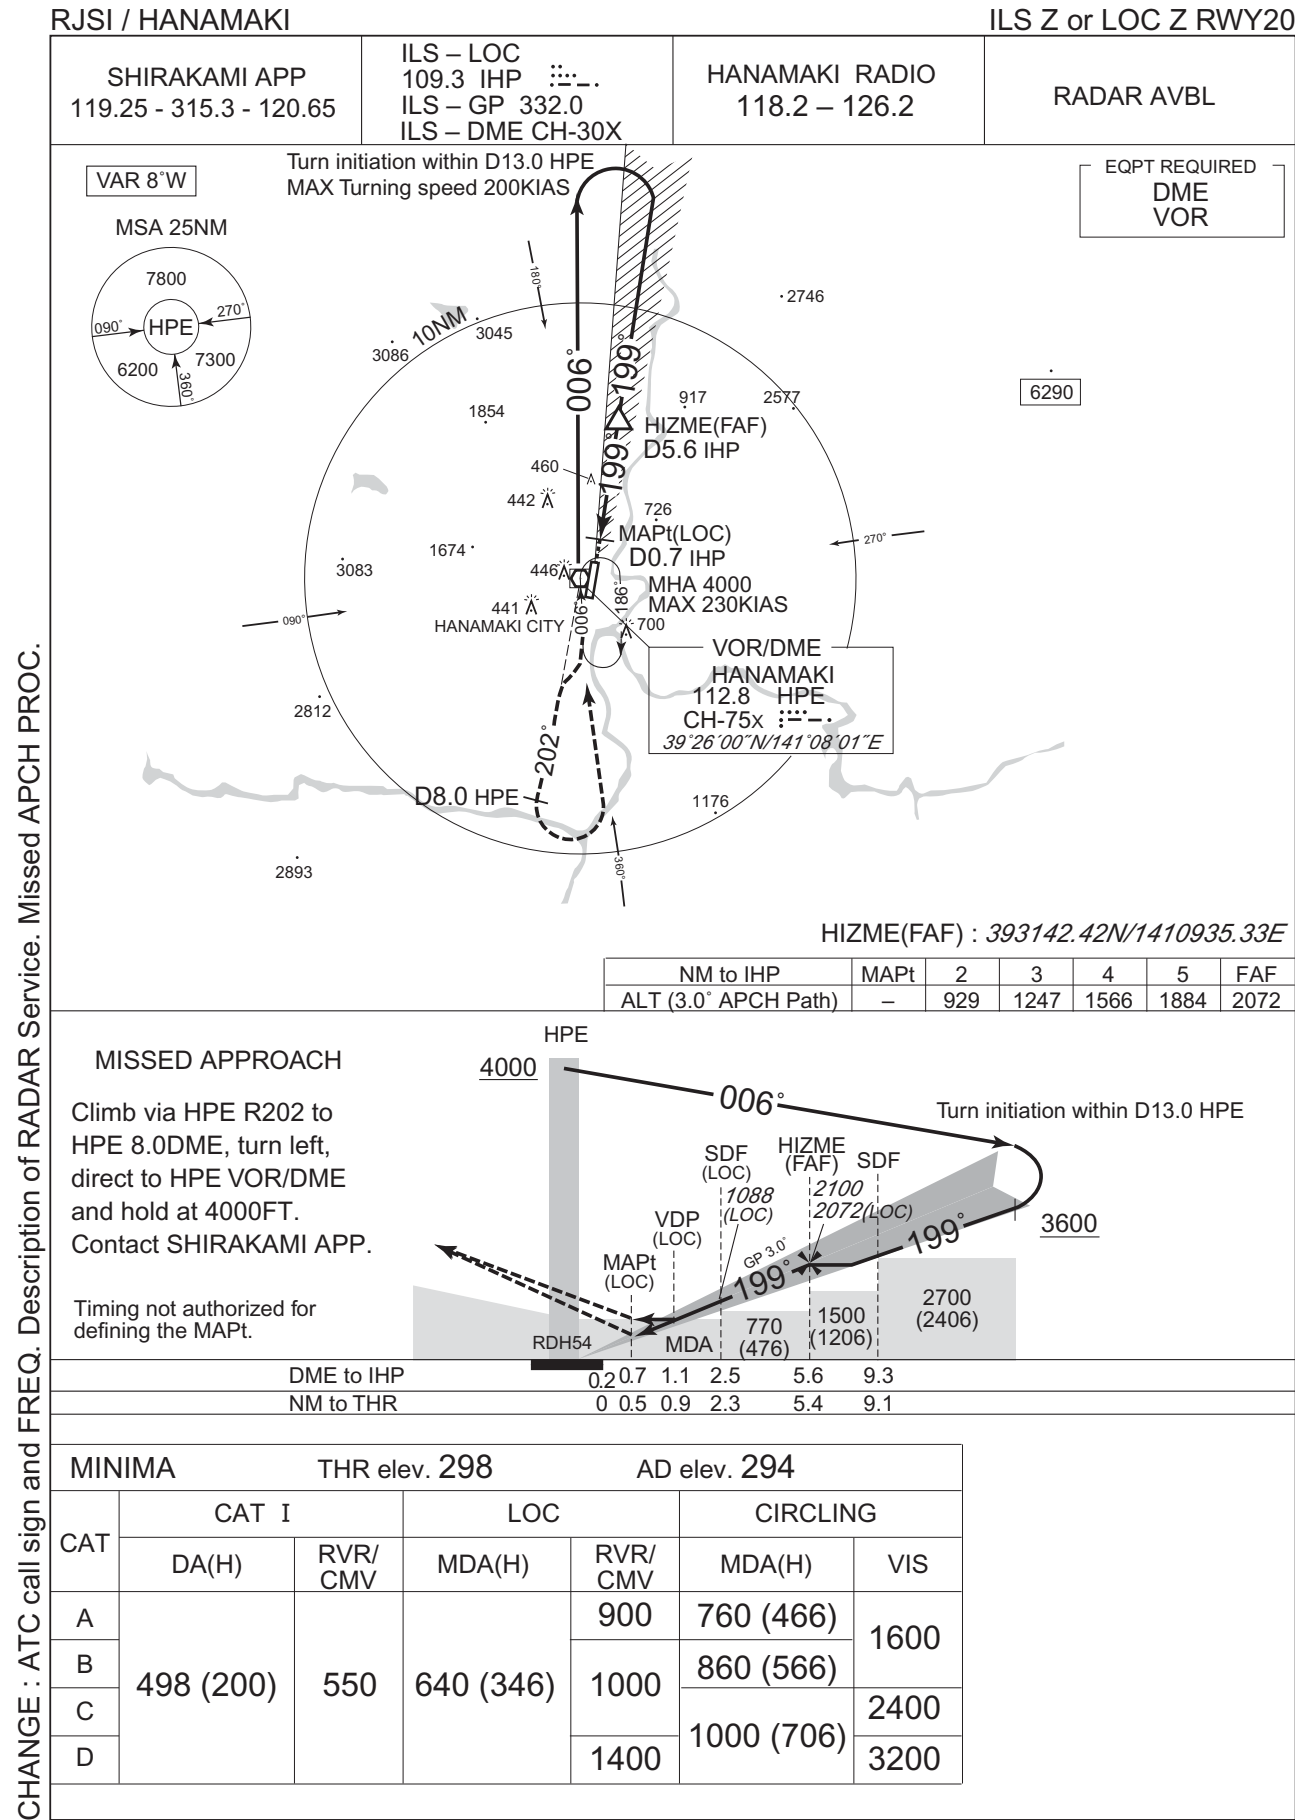 RJSI / HANAMAKI
ILS Z or LOC Z RWY20
SHIRAKAMI APP
119.25 - 315.3 - 120.65
ILS – LOC
109.3 IHP
ILS – GP 332.0
ILS – DME CH-30X
HANAMAKI RADIO
118.2 – 126.2
RADAR AVBL
VAR 8°W
Turn initiation within D13.0 HPE
MAX Turning speed 200KIAS
EQPT REQUIRED
DME
VOR
MSA 25NM
7800
090°
HPE
270°
6200
7300
360°
180°
2746
10NM
3045
3086
006°
199°
6290
917
2577
1854
HIZME(FAF)
D5.6 IHP
199°
460
442
726
MAPt(LOC)
D0.7 IHP
270°
1674
3083
446
MHA 4000
MAX 230KIAS
186°
441
HANAMAKI CITY
006°
700
090°
VOR/DME
HANAMAKI
112.8 HPE
CH-75x
39°26´00˝N/141°08´01˝E
2812
202°
D8.0 HPE
1176
360°
2893
HIZME(FAF) : 393142.42N/1410935.33E
NM to IHP MAPt 2 3 4 5 FAF
ALT (3.0° APCH Path) – 929 1247 1566 1884 2072
MISSED APPROACH
Climb via HPE R202 to
HPE 8.0DME, turn left,
direct to HPE VOR/DME
and hold at 4000FT.
Contact SHIRAKAMI APP.
Timing not authorized for
defining the MAPt.
HPE
4000
006°
Turn initiation within D13.0 HPE
SDF
(LOC)
HIZME
(FAF)
SDF
1088
(LOC)
2100
2072(LOC)
VDP
(LOC)
3600
MAPt
(LOC)
GP 3.0°
199°
199°
RDH54
MDA
770
(476)
1500
(1206)
2700
(2406)
DME to IHP 0.2 0.7 1.1 2.5 5.6 9.3
NM to THR 0 0.5 0.9 2.3 5.4 9.1
MINIMA THR elev. 298 AD elev. 294
CAT CAT I LOC CIRCLING
DA(H) RVR/CMV MDA(H) RVR/CMV MDA(H) VIS
A 498 (200) 550 640 (346) 900 760 (466) 1600
B 1000 860 (566)
C 1000 (706) 2400
D 1400 3200
CHANGE : ATC call sign and FREQ. Description of RADAR Service. Missed APCH PROC.